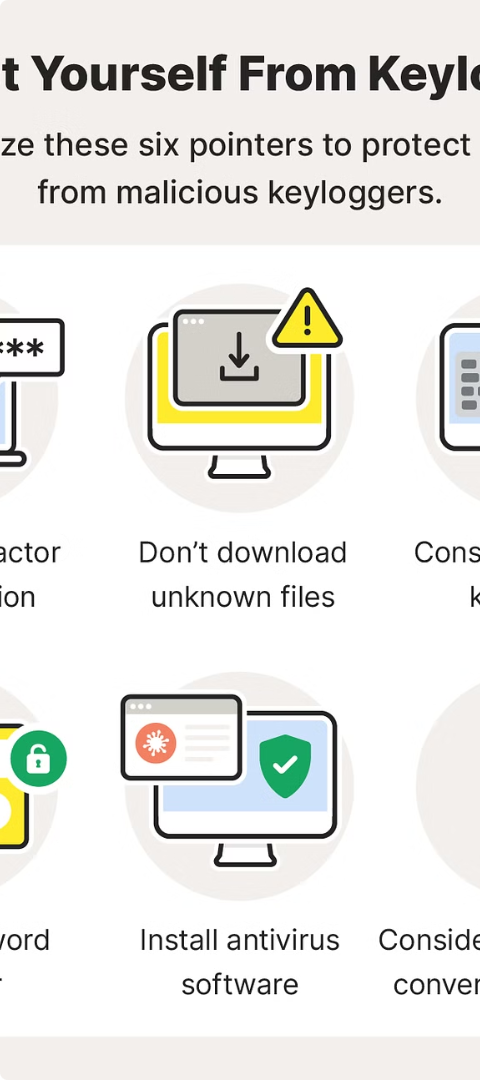 t Yourself From Keylo
ze these six pointers to protect
from malicious keyloggers.
***
actor
ion
Don’t download
unknown files
Cons
k
word
r
Install antivirus
software
Conside
conver